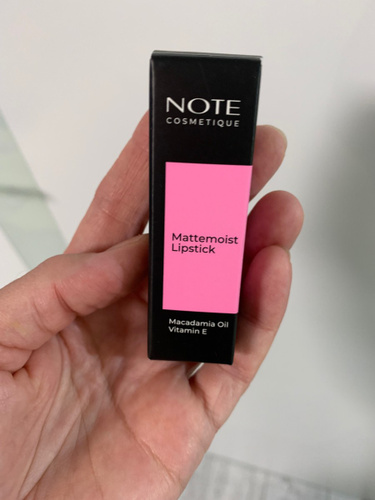 NOTE
COSMETIQUE
Mattemoist
Lipstick
Macadamia Oil
Vitamin E